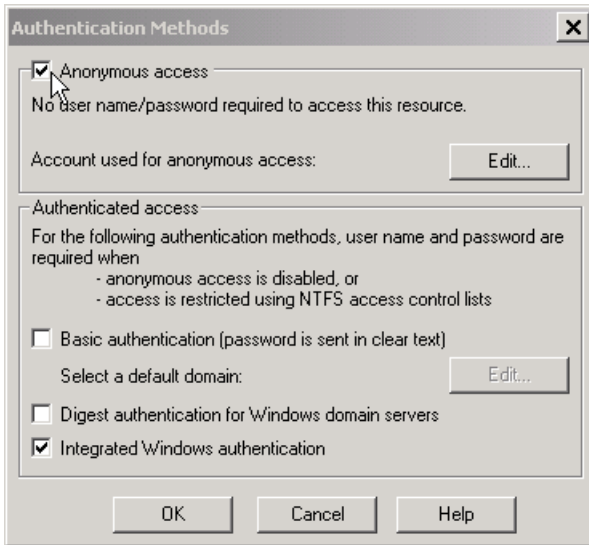 Authentication Methods
Anonymous access
No user name/password required to access this resource.
Account used for anonymous access:
Edit...
Authenticated access
For the following authentication methods, user name and password are
required when
- anonymous access is disabled, or
- access is restricted using NTFS access control lists
Basic authentication (password is sent in clear text)
Select a default domain:
Edit...
Digest authentication for Windows domain servers
Integrated Windows authentication
OK Cancel Help